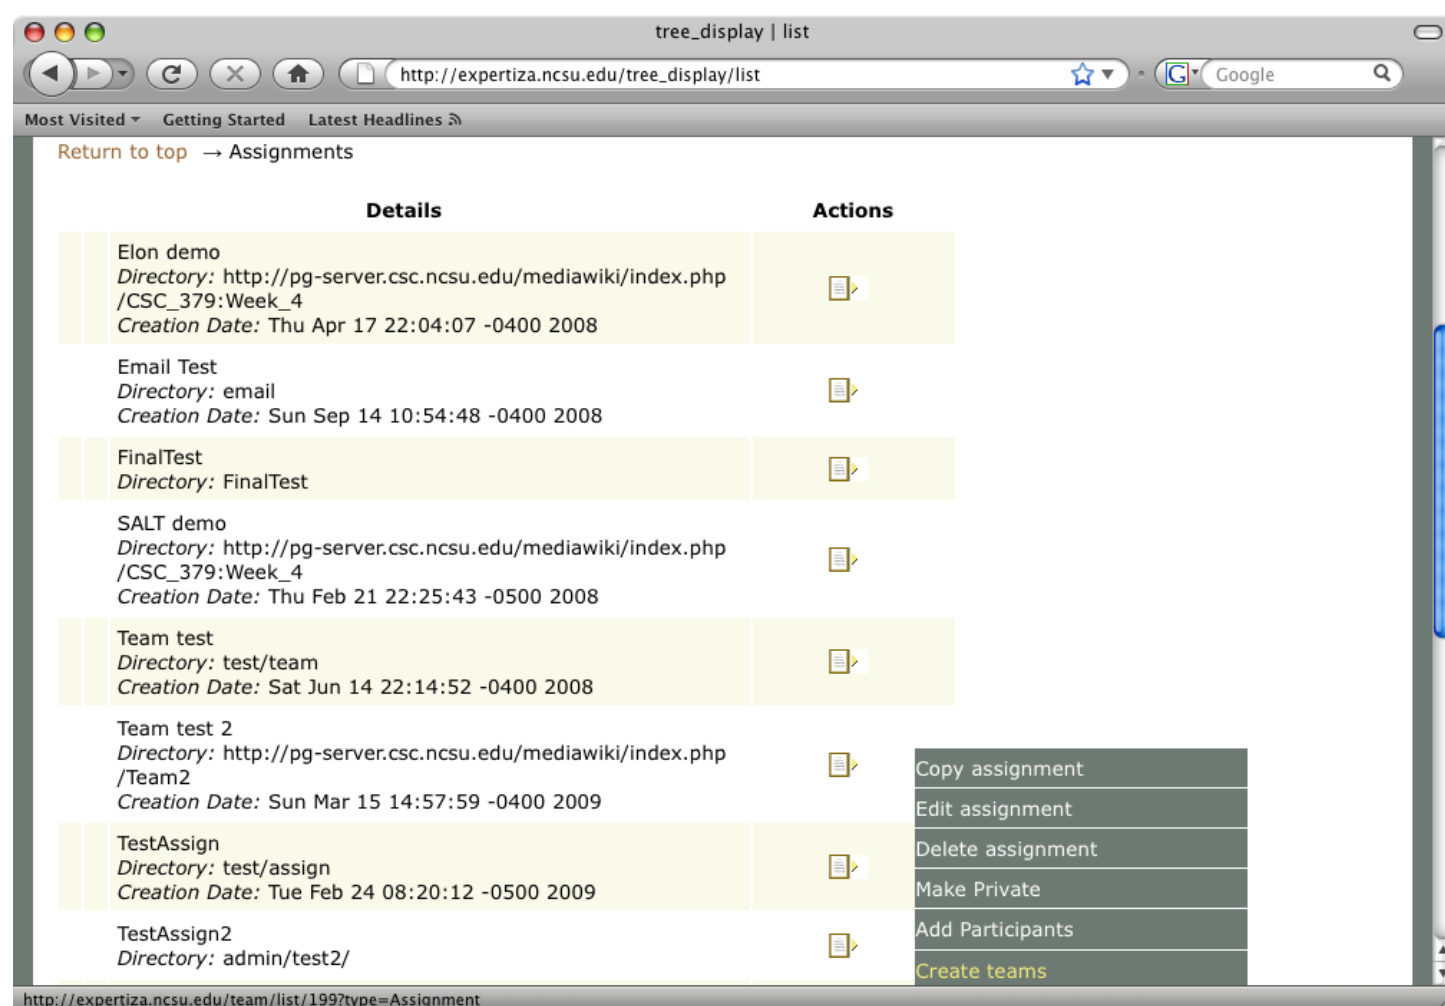 tree_display | list
http://expertiza.ncsu.edu/tree_display/list
G Google
Most Visited Getting Started Latest Headlines
Return to top → Assignments
Details Actions
Elon demo
Directory: http://pg-server.csc.ncsu.edu/mediawiki/index.php
/CSC_379:Week_4
Creation Date: Thu Apr 17 22:04:07 -0400 2008
Email Test
Directory: email
Creation Date: Sun Sep 14 10:54:48 -0400 2008
FinalTest
Directory: FinalTest
SALT demo
Directory: http://pg-server.csc.ncsu.edu/mediawiki/index.php
/CSC_379:Week_4
Creation Date: Thu Feb 21 22:25:43 -0500 2008
Team test
Directory: test/team
Creation Date: Sat Jun 14 22:14:52 -0400 2008
Team test 2
Directory: http://pg-server.csc.ncsu.edu/mediawiki/index.php
/Team2
Creation Date: Sun Mar 15 14:57:59 -0400 2009
Copy assignment
Edit assignment
Delete assignment
Make Private
Add Participants
Create teams
TestAssign
Directory: test/assign
Creation Date: Tue Feb 24 08:20:12 -0500 2009
TestAssign2
Directory: admin/test2/
http://expertiza.ncsu.edu/team/list/199?type=Assignment